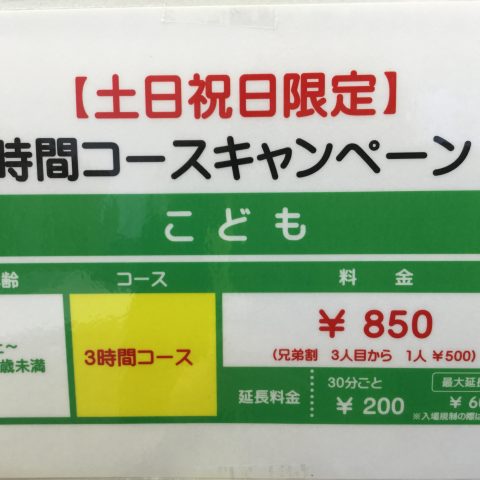 【土日祝日限定】
時間コースキャンペーン
こども
齢 コース 料金
～
歳未満
3時間コース
¥850
(兄弟割 3人目から 1人 ¥500)
延長料金
30分ごと
¥200
最大延
¥60
※入場規制の際は